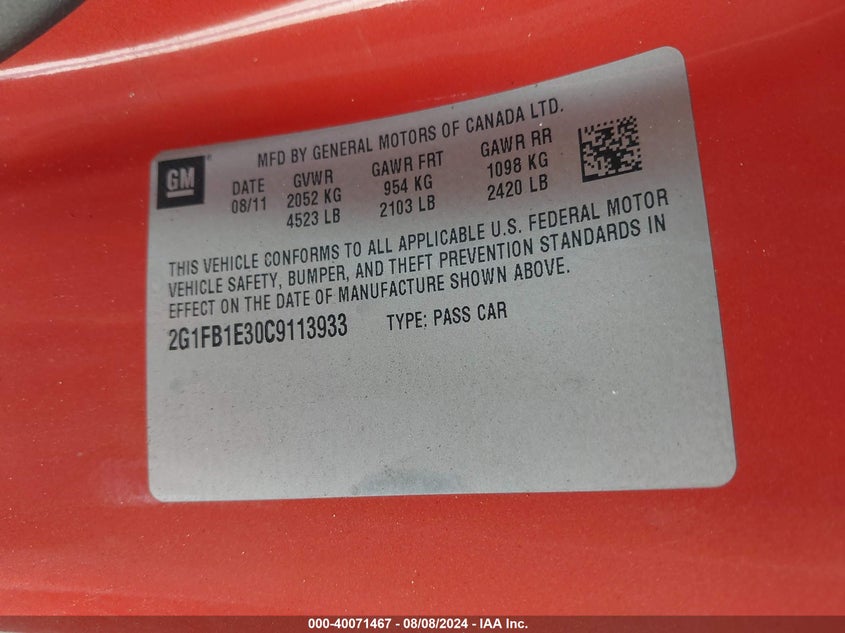 MFD BY GENERAL MOTORS OF CANADA LTD.
GM
DATE GVWR GAWR FRT GAWR RR
08/11 2052 KG 954 KG 1098 KG
4523 LB 2103 LB 2420 LB
THIS VEHICLE CONFORMS TO ALL APPLICABLE U.S. FEDERAL MOTOR
VEHICLE SAFETY, BUMPER, AND THEFT PREVENTION STANDARDS IN
EFFECT ON THE DATE OF MANUFACTURE SHOWN ABOVE.
2G1FB1E30C9113933 TYPE: PASS CAR
000-40071467 - 08/08/2024 - IAA Inc.